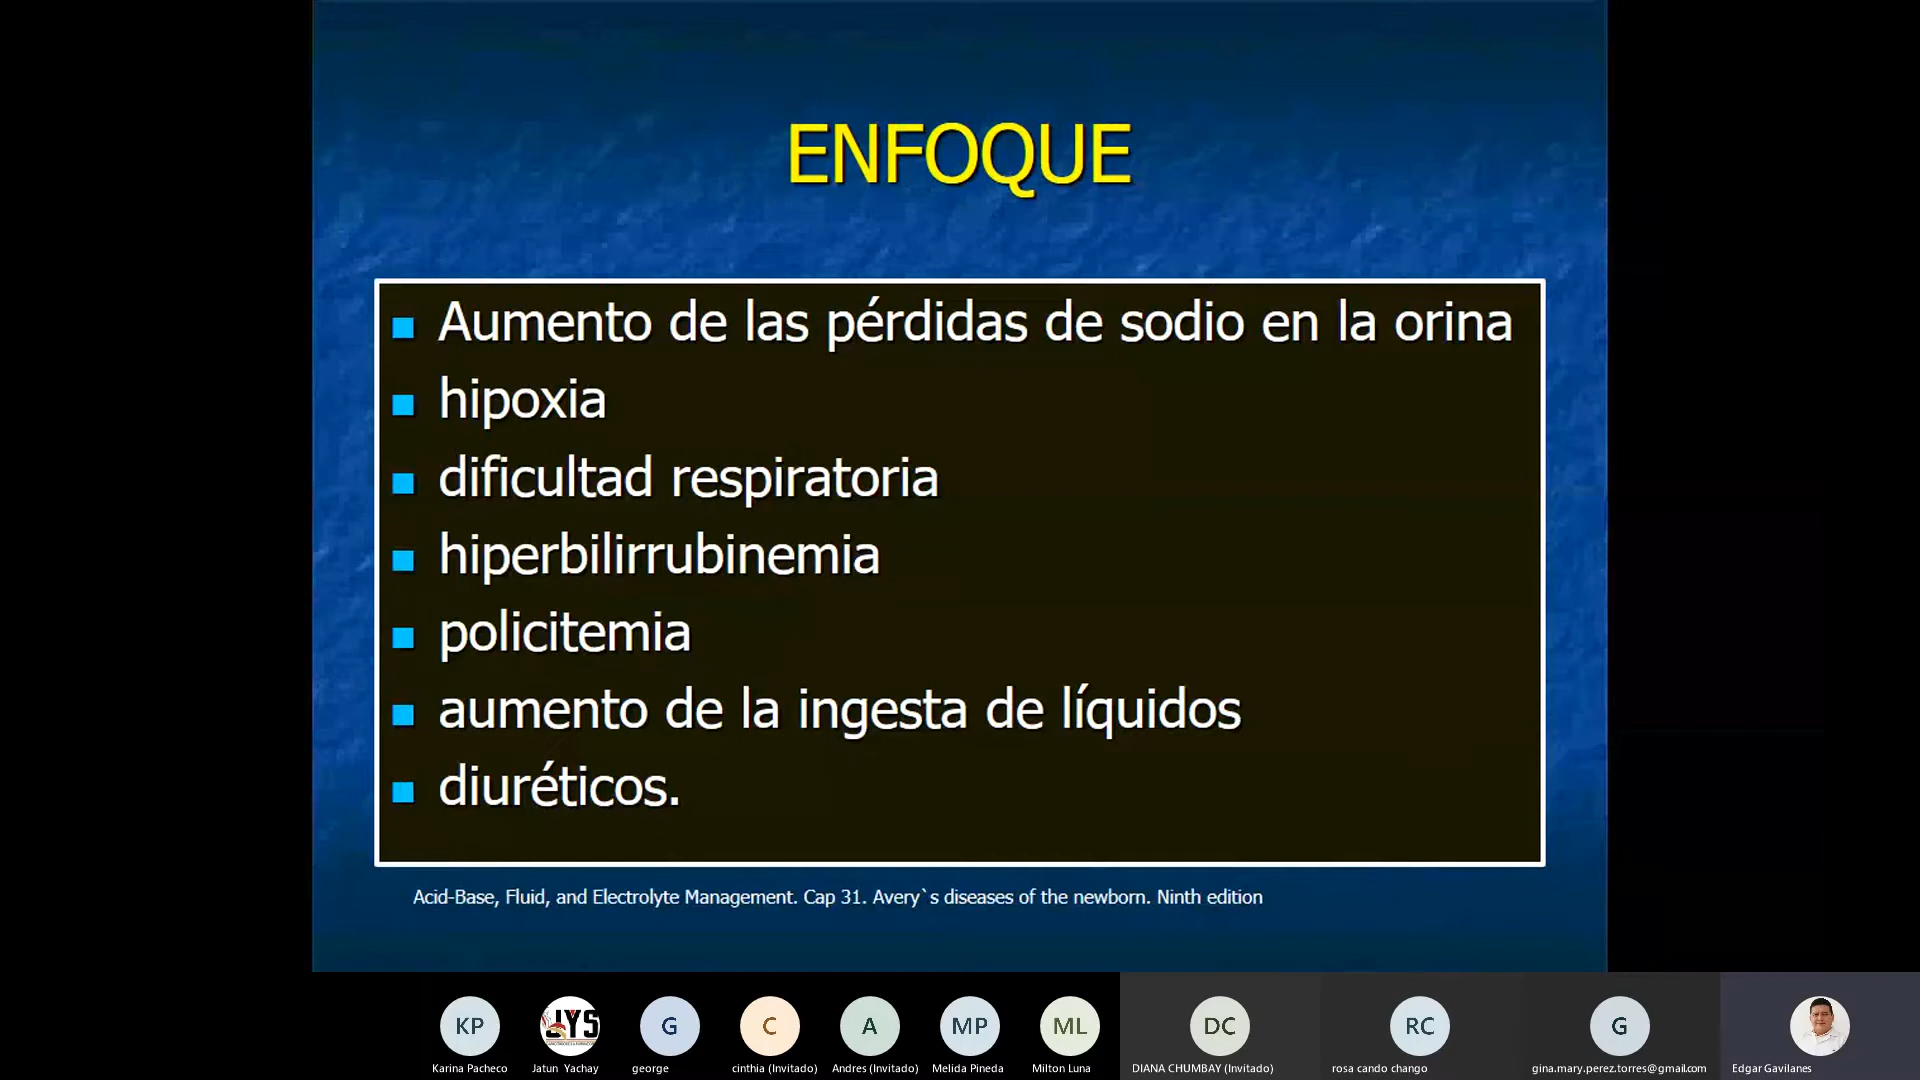 ENFOQUE
Aumento de las pérdidas de sodio en la orina
hipoxia
dificultad respiratoria
hiperbilirrubinemia
policitemia
aumento de la ingesta de líquidos
diuréticos.
Acid-Base, Fluid, and Electrolyte Management. Cap 31. Avery`s diseases of the newborn. Ninth edition
KP
JYS
G
C
A
MP
ML
DC
RC
G
Karina Pacheco
Jatun Yachay
george
cinthia (Invitado)
Andres (Invitado)
Melida Pineda
Milton Luna
DIANA CHUMBAY (Invitado)
rosa cando chango
gina.mary.perez.torres@gmail.com
Edgar Gavilanes